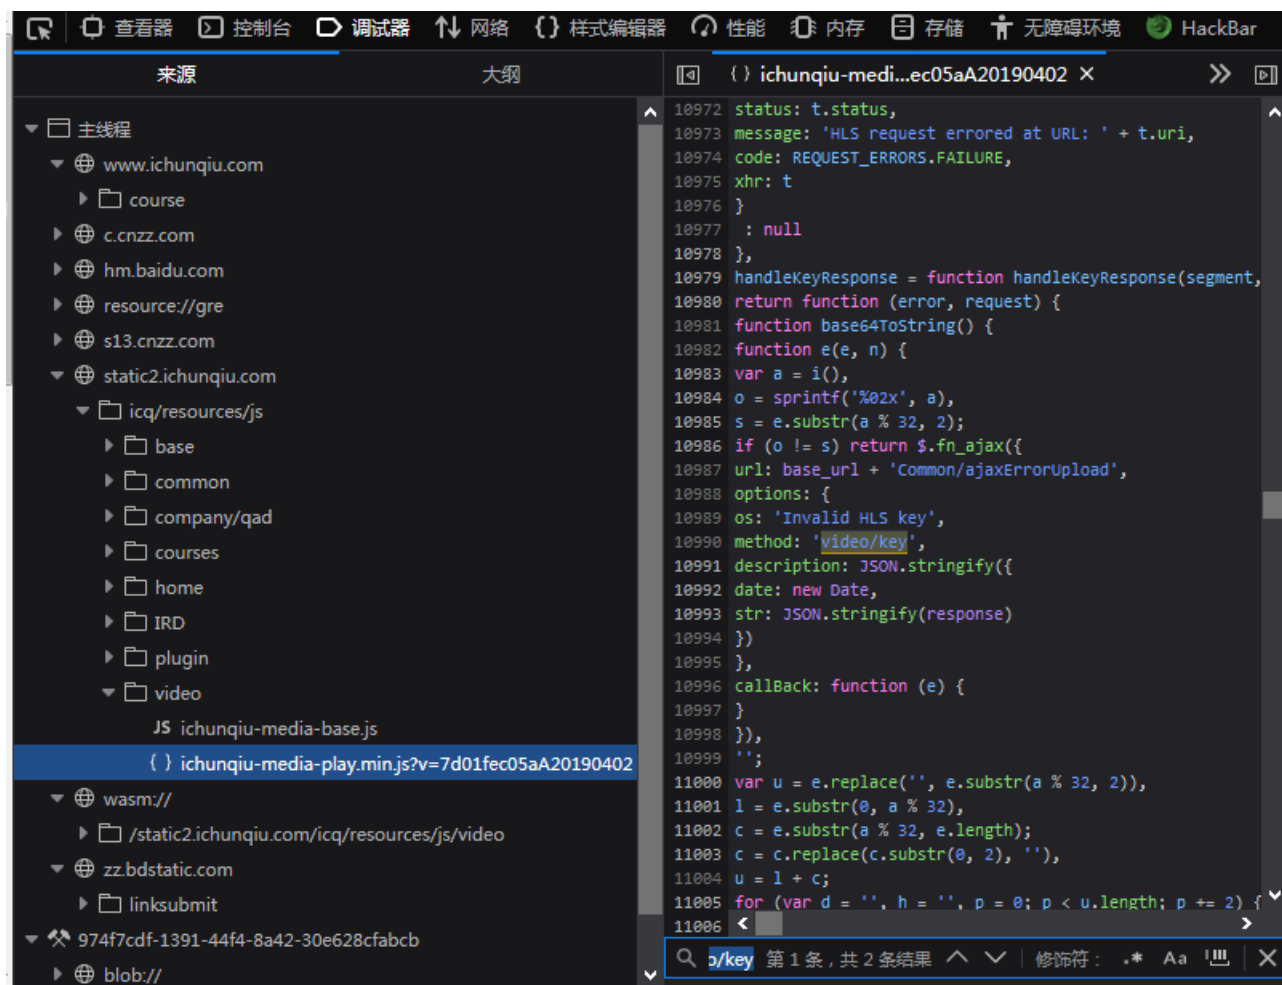 查看器 控制台 调试器 网络 样式编辑器 性能 内存 存储 无障碍环境 HackBar
来源 大纲
ichunqiu-medi...ec05aA20190402
主线程
www.ichunqiu.com
course
c.cnzz.com
hm.baidu.com
resource://gre
s13.cnzz.com
static2.ichunqiu.com
icq/resources/js
base
common
company/qad
courses
home
IRD
plugin
video
JS ichunqiu-media-base.js
{ } ichunqiu-media-play.min.js?v=7d01fec05aA20190402
wasm://
/static2.ichunqiu.com/icq/resources/js/video
zz.bdstatic.com
linksubmit
974f7cdf-1391-44f4-8a42-30e628cfabcb
blob://
10972 status: t.status,
10973 message: 'HLS request errored at URL: ' + t.uri,
10974 code: REQUEST_ERRORS.FAILURE,
10975 xhr: t
10976 }
10977 : null
10978 },
10979 handleKeyResponse = function handleKeyResponse(segment,
10980 return function (error, request) {
10981 function base64ToString() {
10982 function e(e, n) {
10983 var a = i(),
10984 o = sprintf('%02x', a),
10985 s = e.substr(a % 32, 2);
10986 if (o != s) return $.fn_ajax({
10987 url: base_url + 'Common/ajaxErrorUpload',
10988 options: {
10989 os: 'Invalid HLS key',
10990 method: 'video/key',
10991 description: JSON.stringify({
10992 date: new Date,
10993 str: JSON.stringify(response)
10994 })
10995 },
10996 callBack: function (e) {
10997 }
10998 }),
10999 '';
11000 var u = e.replace('', e.substr(a % 32, 2)),
11001 l = e.substr(0, a % 32),
11002 c = e.substr(a % 32, e.length);
11003 c = c.replace(c.substr(0, 2), ''),
11004 u = l + c;
11005 for (var d = '', h = '', p = 0; p < u.length; p += 2) {
11006
o/key 第 1 条，共 2 条结果 修饰符： .* Aa